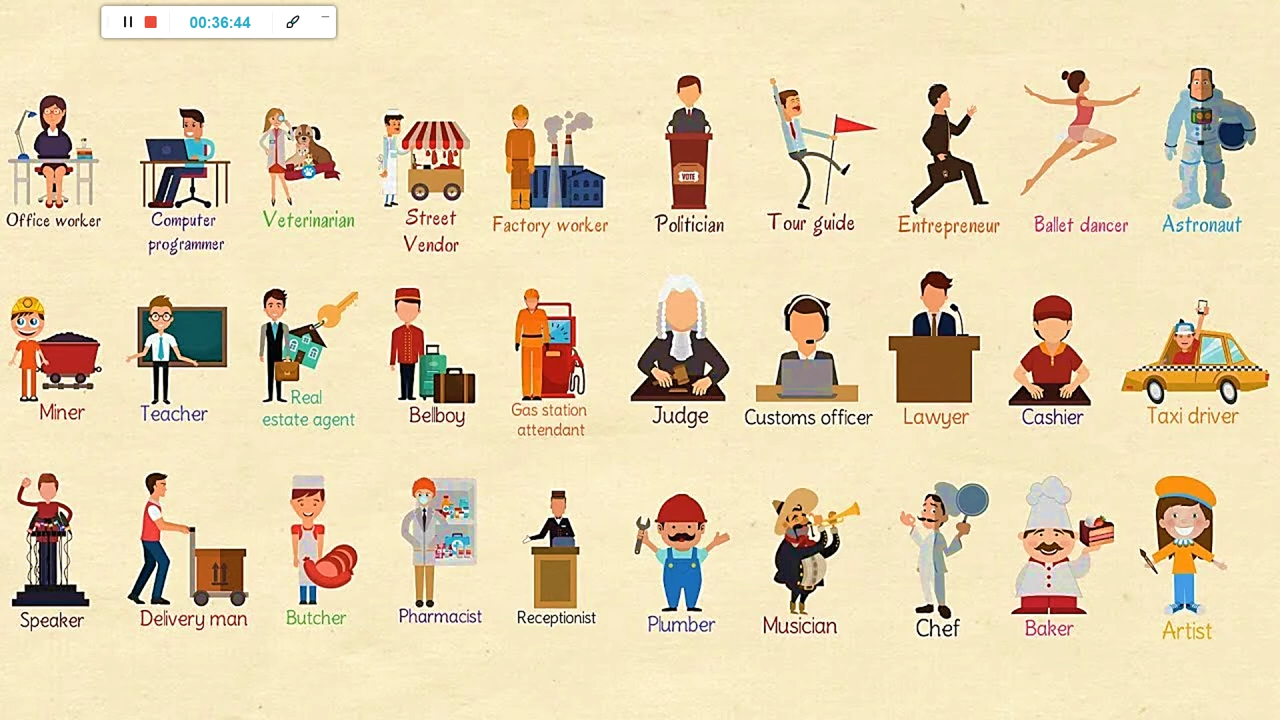 00:36:44
Office worker
Computer
programmer
Veterinarian
Street
Vendor
Factory worker
VOTE
Politician
Tour guide
Entrepreneur
Ballet dancer
Astronaut
Miner
Teacher
Real
estate agent
Bellboy
Gas station
attendant
Judge
Customs officer
Lawyer
Cashier
Taxi driver
Speaker
Delivery man
Butcher
Pharmacist
Receptionist
Plumber
Musician
Chef
Baker
Artist